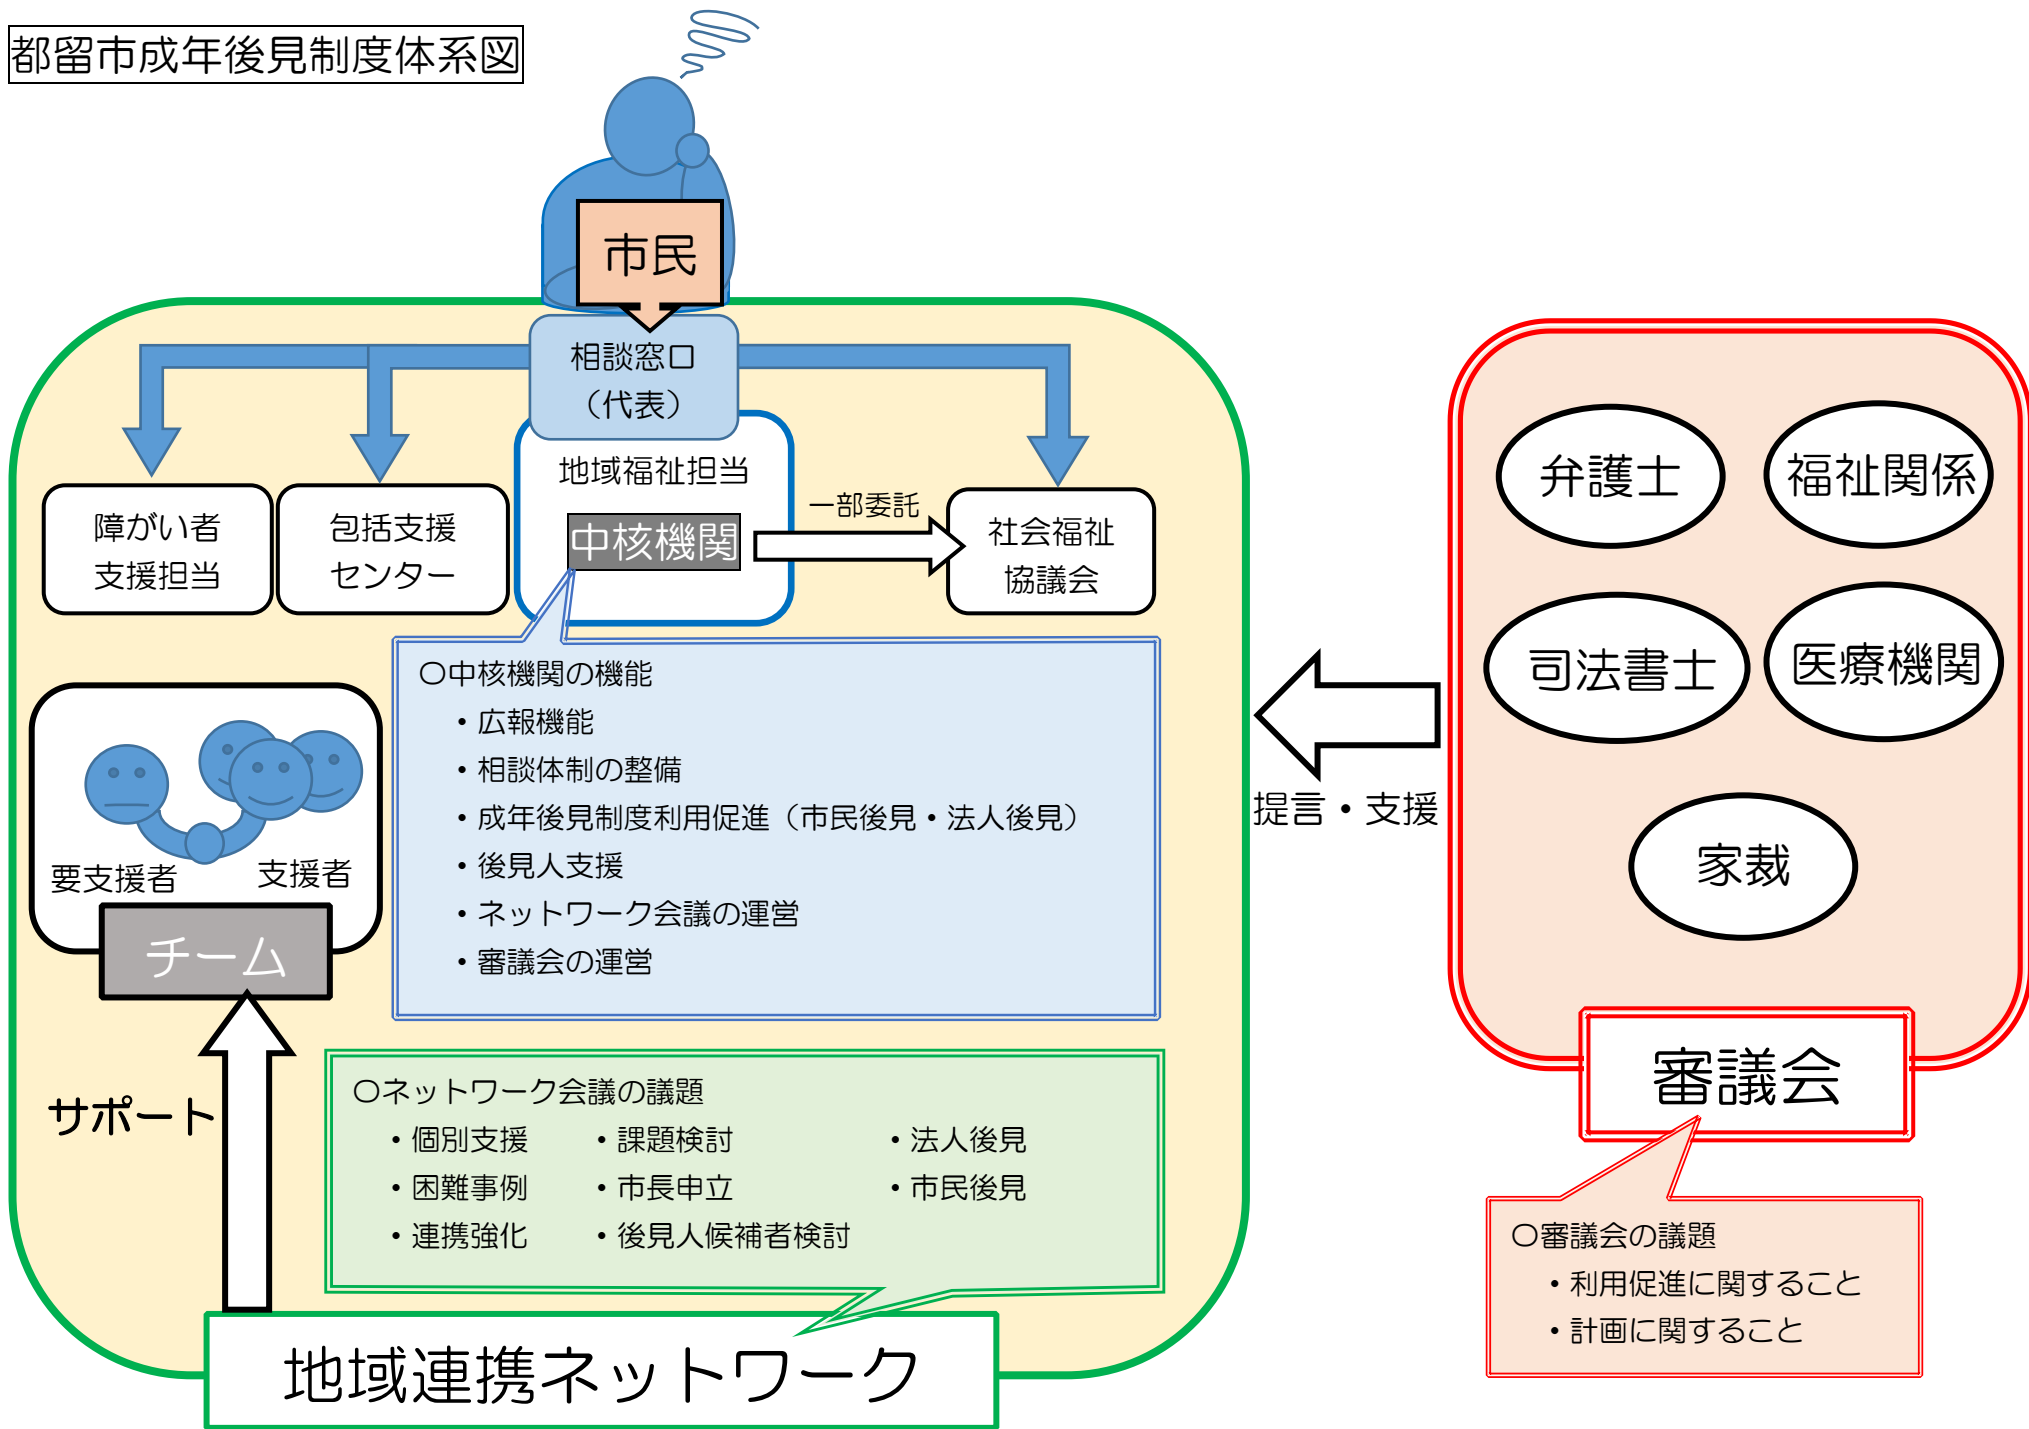 都留市成年後見制度体系図
市民
相談窓口
（代表）
地域福祉担当
中核機関
一部委託
障がい者
支援担当
包括支援
センター
社会福祉
協議会
〇中核機関の機能
・広報機能
・相談体制の整備
・成年後見制度利用促進（市民後見・法人後見）
・後見人支援
・ネットワーク会議の運営
・審議会の運営
要支援者
支援者
チーム
サポート
〇ネットワーク会議の議題
・個別支援 ・課題検討 ・法人後見
・困難事例 ・市長申立 ・市民後見
・連携強化 ・後見人候補者検討
地域連携ネットワーク
提言・支援
弁護士
福祉関係
司法書士
医療機関
家裁
審議会
〇審議会の議題
・利用促進に関すること
・計画に関すること